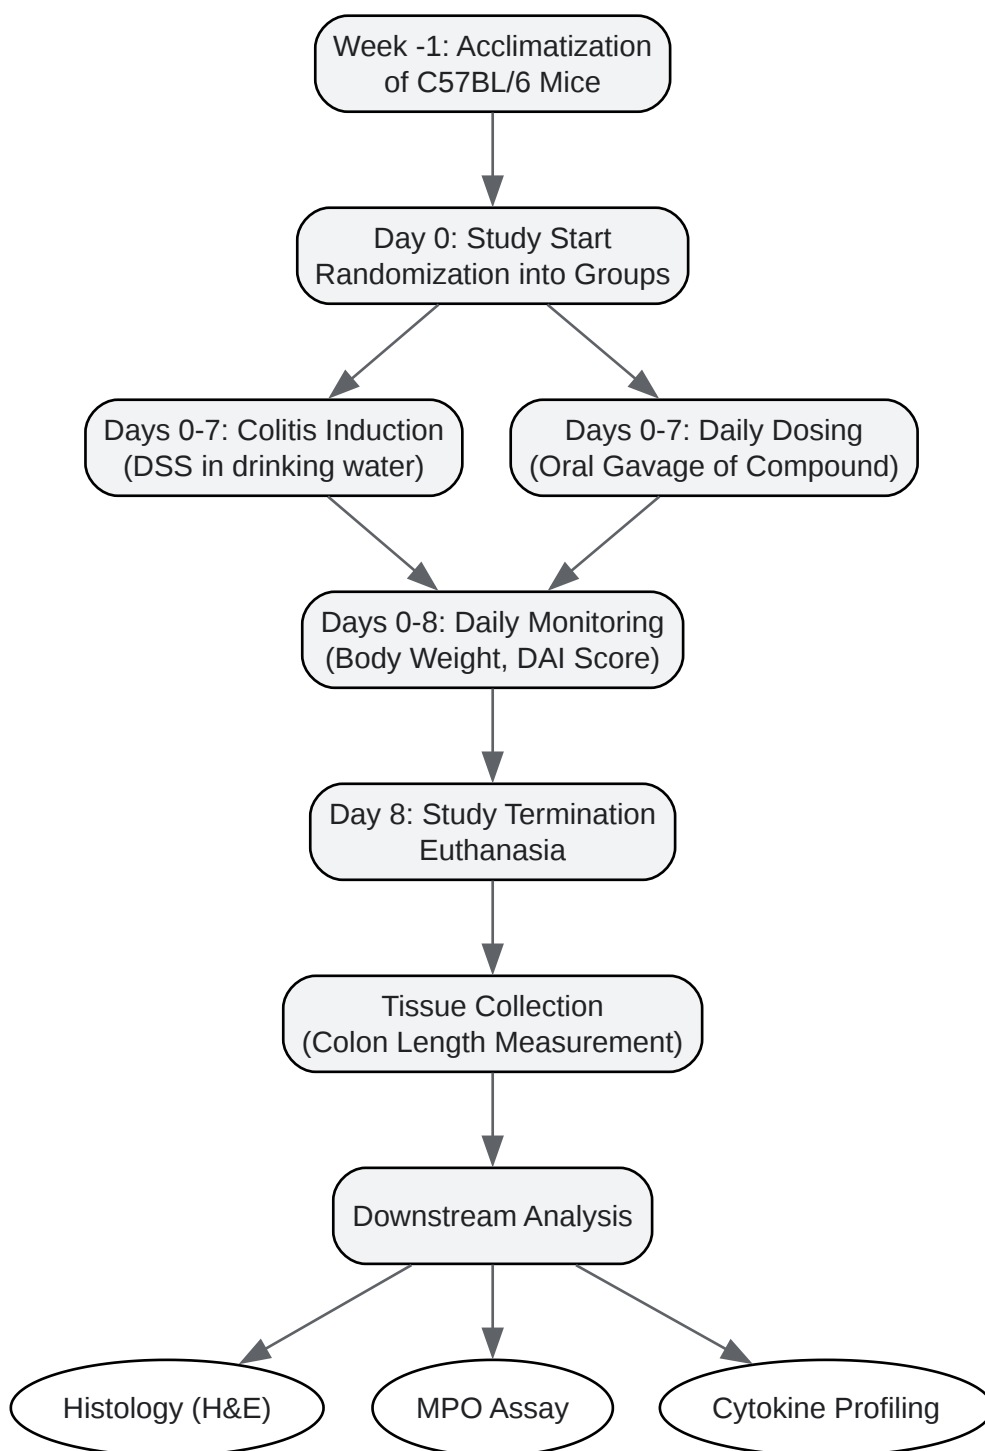 Week -1: Acclimatization
of C57BL/6 Mice
Day 0: Study Start
Randomization into Groups
Days 0-7: Colitis Induction
(DSS in drinking water)
Days 0-7: Daily Dosing
(Oral Gavage of Compound)
Days 0-8: Daily Monitoring
(Body Weight, DAI Score)
Day 8: Study Termination
Euthanasia
Tissue Collection
(Colon Length Measurement)
Downstream Analysis
Histology (H&E)
MPO Assay
Cytokine Profiling